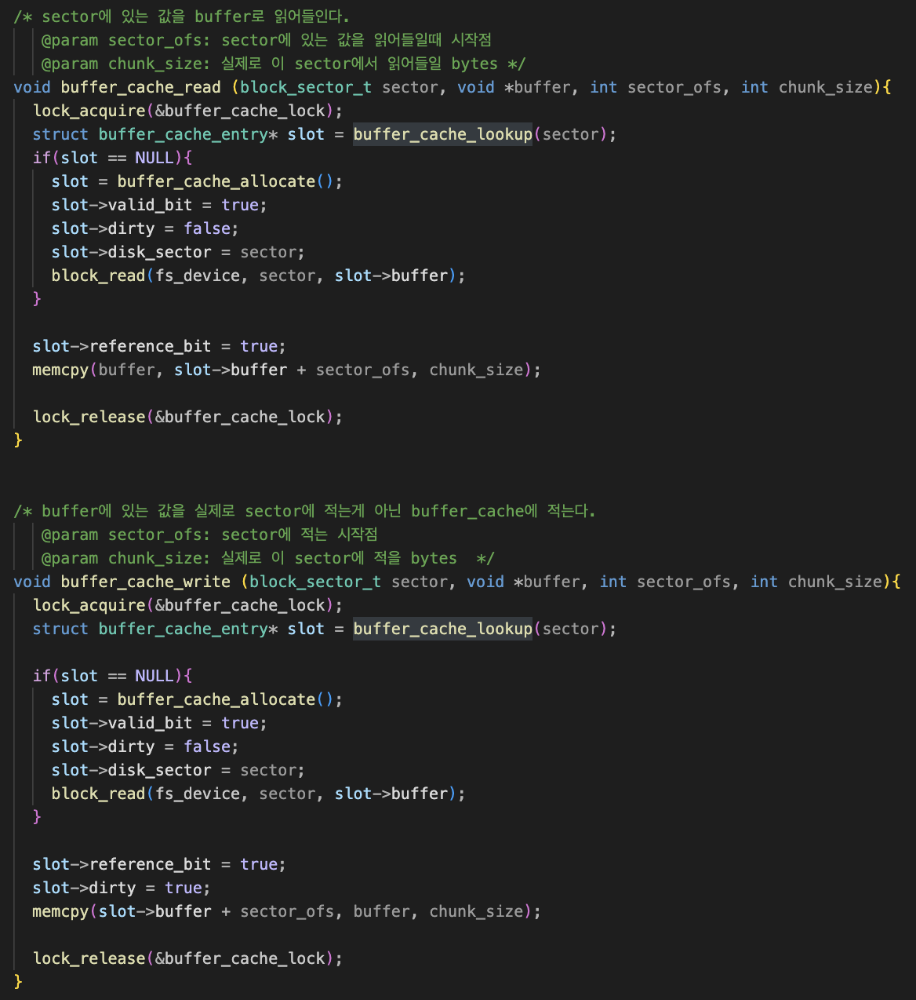 /* sector에 있는 값을 buffer로 읽어들인다.
@param sector_ofs: sector에 있는 값을 읽어들일때 시작점
@param chunk_size: 실제로 이 sector에서 읽어들일 bytes */
void buffer_cache_read (block_sector_t sector, void *buffer, int sector_ofs, int chunk_size){
lock_acquire(&buffer_cache_lock);
struct buffer_cache_entry* slot = buffer_cache_lookup(sector);
if(slot == NULL){
slot = buffer_cache_allocate();
slot->valid_bit = true;
slot->dirty = false;
slot->disk_sector = sector;
block_read(fs_device, sector, slot->buffer);
}
slot->reference_bit = true;
memcpy(buffer, slot->buffer + sector_ofs, chunk_size);
lock_release(&buffer_cache_lock);
}
/* buffer에 있는 값을 실제로 sector에 적는게 아닌 buffer_cache에 적는다.
@param sector_ofs: sector에 적는 시작점
@param chunk_size: 실제로 이 sector에 적을 bytes  */
void buffer_cache_write (block_sector_t sector, void *buffer, int sector_ofs, int chunk_size){
lock_acquire(&buffer_cache_lock);
struct buffer_cache_entry* slot = buffer_cache_lookup(sector);
if(slot == NULL){
slot = buffer_cache_allocate();
slot->valid_bit = true;
slot->dirty = false;
slot->disk_sector = sector;
block_read(fs_device, sector, slot->buffer);
}
slot->reference_bit = true;
slot->dirty = true;
memcpy(slot->buffer + sector_ofs, buffer, chunk_size);
lock_release(&buffer_cache_lock);
}